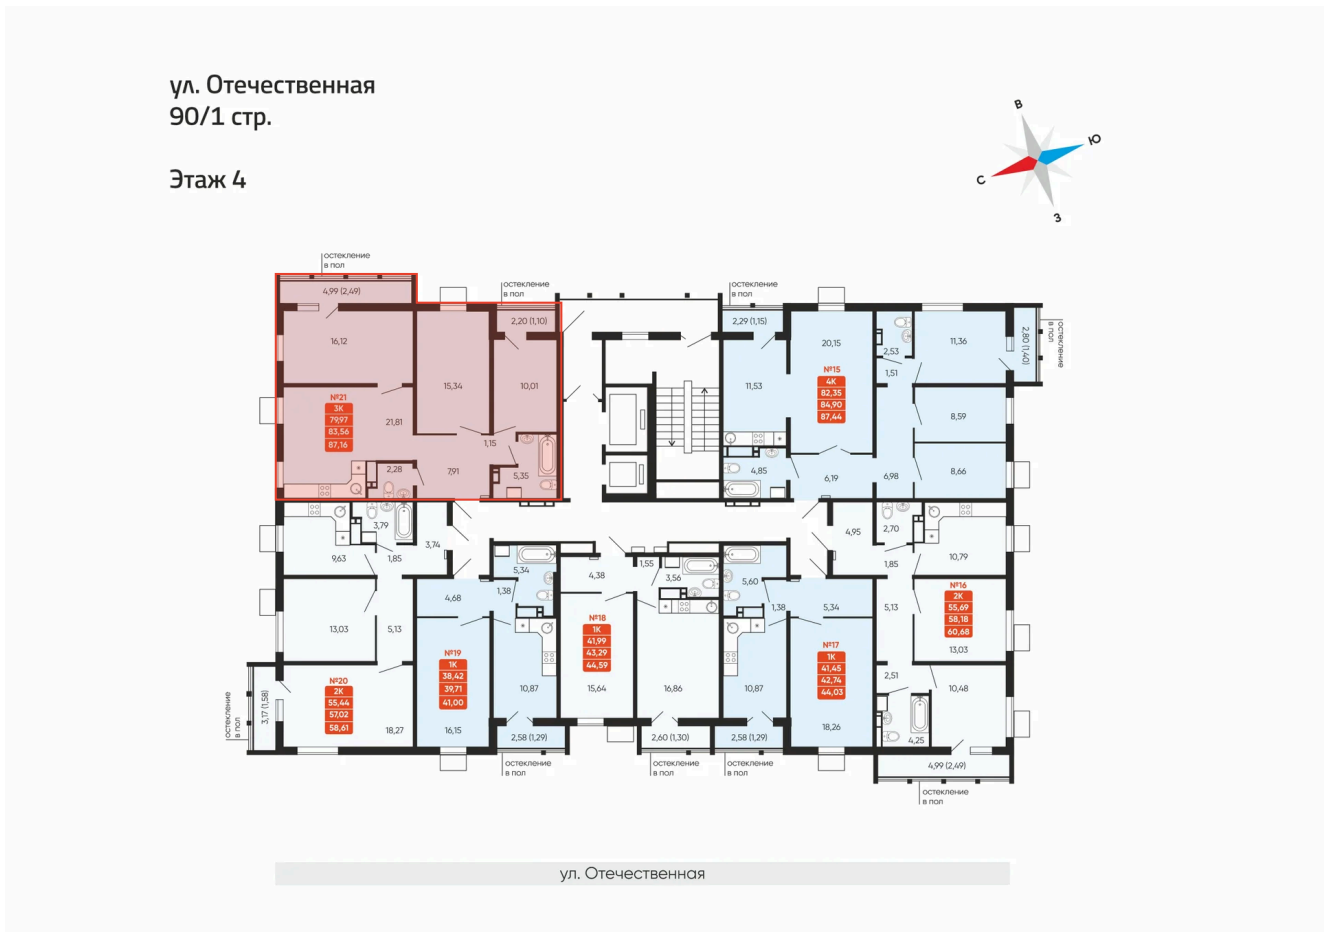 ул. Отечественная
90/1 стр.
Этаж 4
В
Ю
С
З
остекление
в пол
4,99 (2,49)
остекление
в пол
2,20 (1,10)
16,12
15,34
10,01
№21
3К
79,97
83,56
87,16
21,81
1,15
2,28
7,91
5,35
остекление
в пол
2,29 (1,15)
20,15
2,53
11,36
2,80 (1,40)
остекление
в пол
1,51
11,53
№15
4К
82,35
84,90
87,44
8,59
4,85
6,19
6,98
8,66
3,79
3,74
9,63
1,85
4,95
2,70
1,85
10,79
5,34
1,38
4,68
4,38
1,55
3,56
5,60
1,38
5,34
5,13
№16
2К
55,69
58,18
60,68
13,03
13,03
5,13
№18
1К
41,99
43,29
44,59
№19
1К
38,42
39,71
41,00
№17
1К
41,45
42,74
44,03
2,51
№20
2К
55,44
57,02
58,61
3,17 (1,58)
остекление
в пол
10,87
15,64
16,86
10,87
10,48
18,27
16,15
18,26
4,25
2,58 (1,29)
2,60 (1,30)
2,58 (1,29)
остекление
в пол
остекление
в пол
остекление
в пол
4,99 (2,49)
остекление
в пол
ул. Отечественная